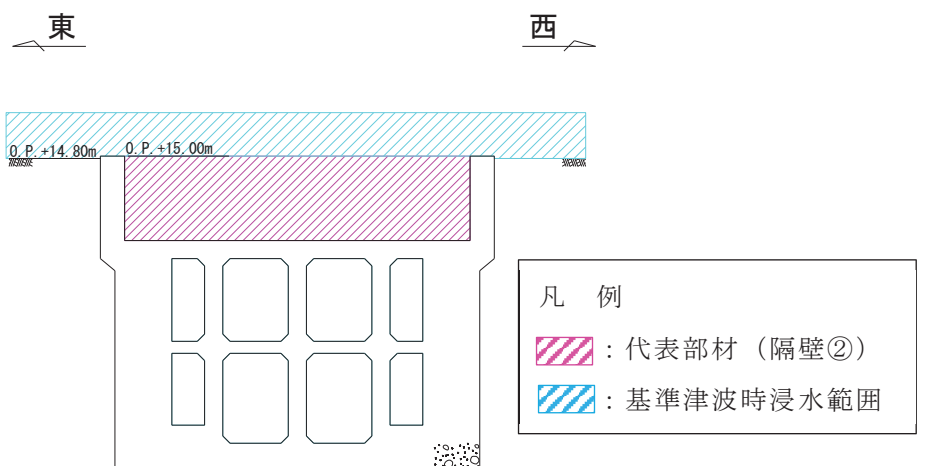 東
西
O.P.+14.80m
O.P.+15.00m
凡 例
：代表部材（隔壁②）
：基準津波時浸水範囲